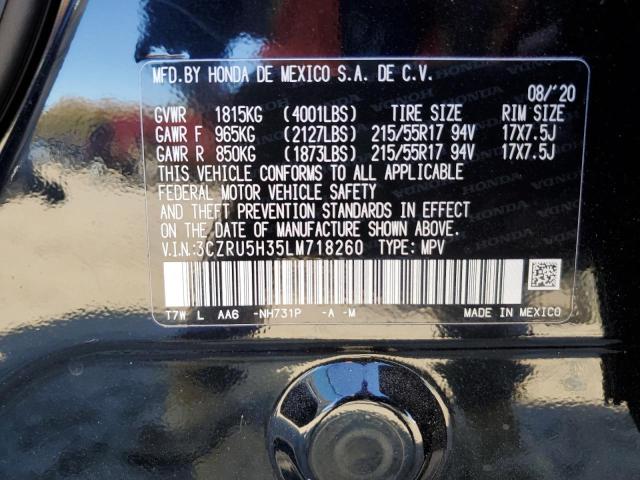 MFD.BY HONDA DE MEXICO S.A. DE C.V.
08/'20
GVWR 1815KG (4001LBS) TIRE SIZE RIM SIZE
GAWR F 965KG (2127LBS) 215/55R17 94V 17X7.5J
GAWR R 850KG (1873LBS) 215/55R17 94V 17X7.5J
THIS VEHICLE CONFORMS TO ALL APPLICABLE
FEDERAL MOTOR VEHICLE SAFETY
AND THEFT PREVENTION STANDARDS IN EFFECT
ON THE DATE OF MANUFACTURE SHOWN ABOVE.
V.I.N:3CZRU5H35LM718260 TYPE: MPV
T7W L AA6 -NH731P -A -M
MADE IN MEXICO